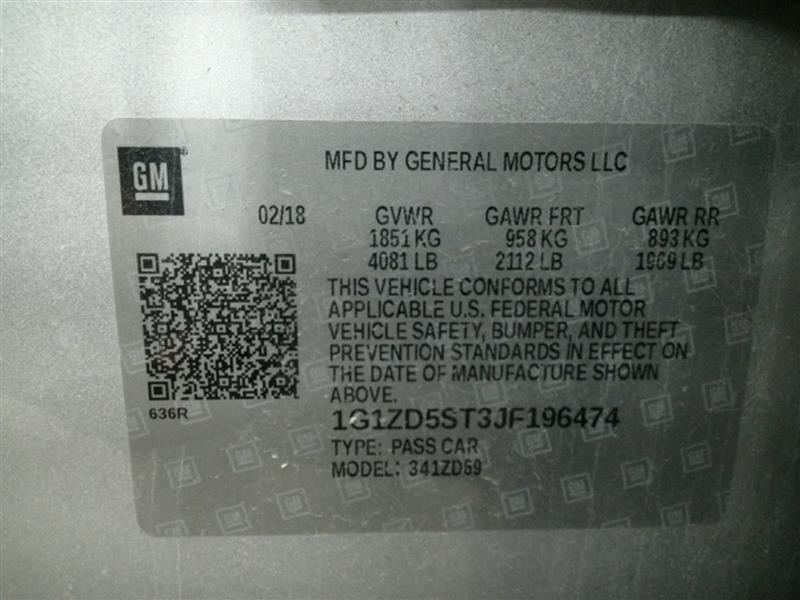 GM
MFD BY GENERAL MOTORS LLC
02/18 GVWR GAWR FRT GAWR RR
1851 KG 958 KG 893 KG
4081 LB 2112 LB 1969 LB
THIS VEHICLE CONFORMS TO ALL
APPLICABLE U.S. FEDERAL MOTOR
VEHICLE SAFETY, BUMPER, AND THEFT
PREVENTION STANDARDS IN EFFECT ON
THE DATE OF MANUFACTURE SHOWN
ABOVE.
636R
1G1ZD5ST3JF196474
TYPE: PASS CAR
MODEL: 341ZD69